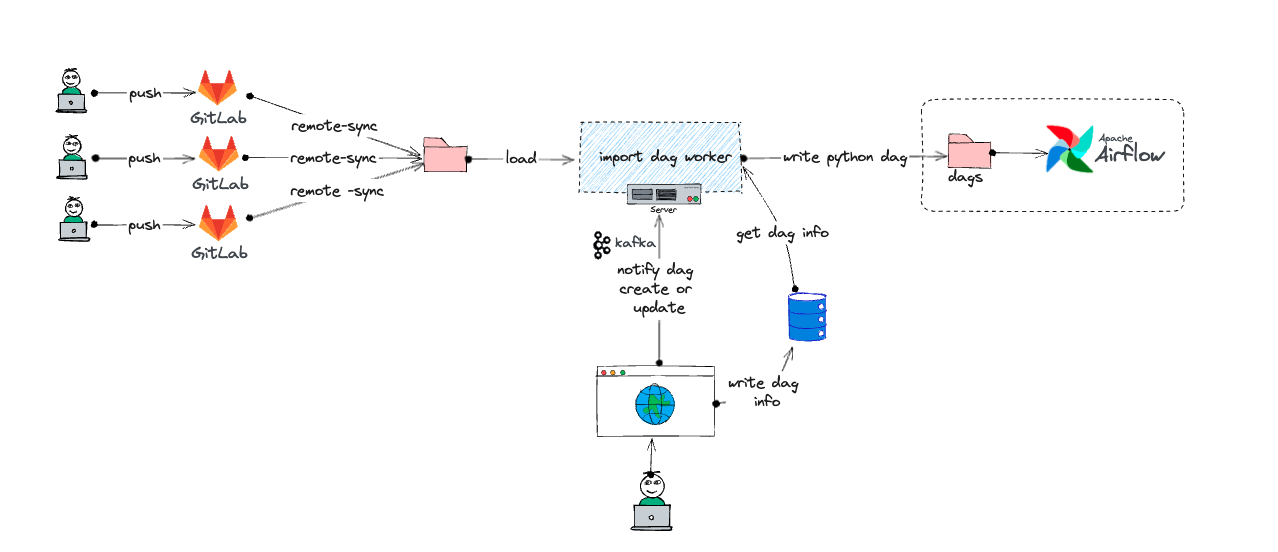 push
GitLab
remote-sync
push
GitLab
remote-sync
push
GitLab
remote -sync
load
import dag worker
Server
write python dag
dags
Apache
Airflow
kafka
notify dag
create or
update
get dag info
write dag
info